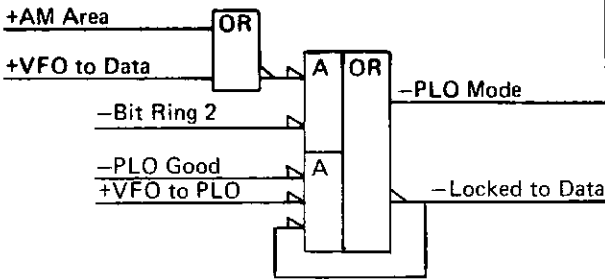 +AM Area
OR
+VFO to Data
A OR
−PLO Mode
−Bit Ring 2
−PLO Good
A
+VFO to PLO
−Locked to Data